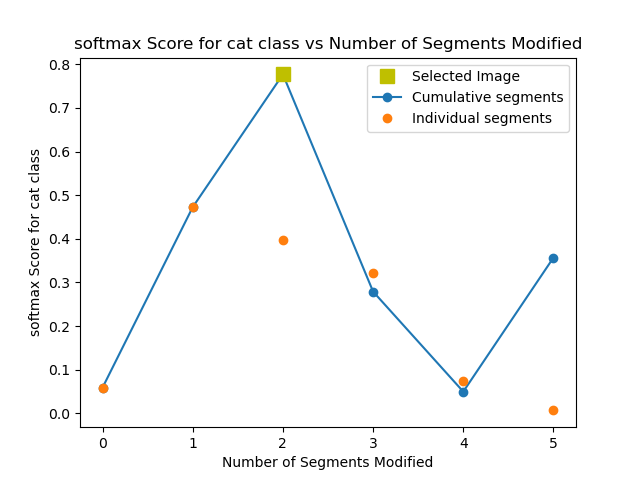 softmax Score for cat class vs Number of Segments Modified
0.8
0.7
0.6
0.5
0.4
0.3
0.2
0.1
0.0
softmax Score for cat class
Selected Image
Cumulative segments
Individual segments
0 1 2 3 4 5
Number of Segments Modified